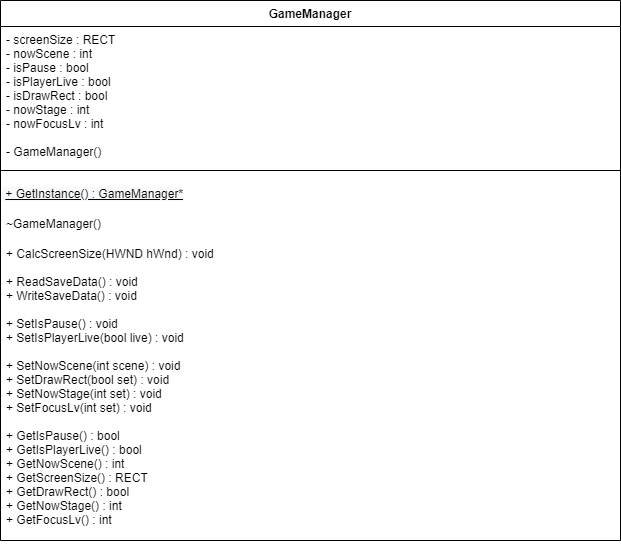 GameManager
- screenSize : RECT
- nowScene : int
- isPause : bool
- isPlayerLive : bool
- isDrawRect : bool
- nowStage : int
- nowFocusLv : int
- GameManager()
+ GetInstance() : GameManager*
~GameManager()
+ CalcScreenSize(HWND hWnd) : void
+ ReadSaveData() : void
+ WriteSaveData() : void
+ SetIsPause() : void
+ SetIsPlayerLive(bool live) : void
+ SetNowScene(int scene) : void
+ SetDrawRect(bool set) : void
+ SetNowStage(int set) : void
+ SetFocusLv(int set) : void
+ GetIsPause() : bool
+ GetIsPlayerLive() : bool
+ GetNowScene() : int
+ GetScreenSize() : RECT
+ GetDrawRect() : bool
+ GetNowStage() : int
+ GetFocusLv() : int